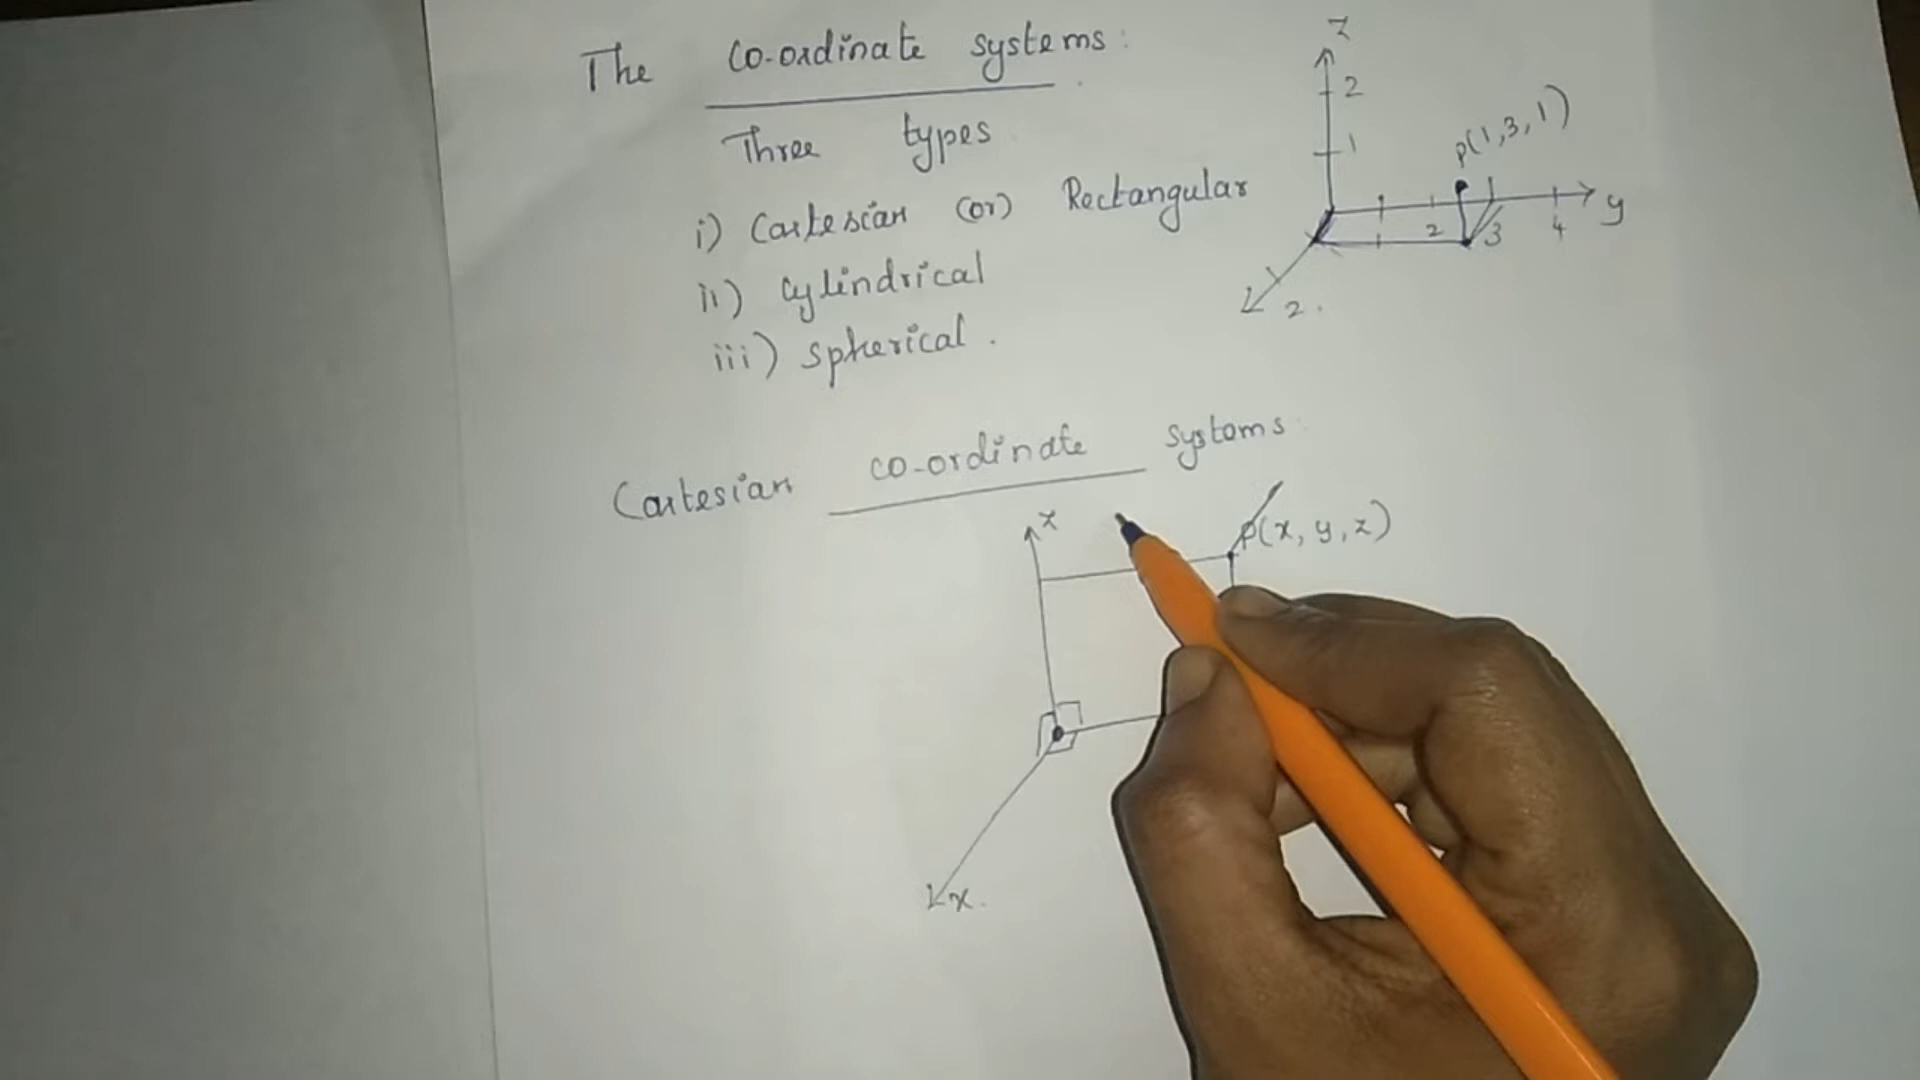 The Co-ordinate systems:
Three types
i) Cartesian (or) Rectangular
ii) cylindrical
iii) spherical.
z
2
1
P(1,3,1)
2 3 4 y
2.
Cartesian co-ordinate systems
z
P(x, y, z)
x.